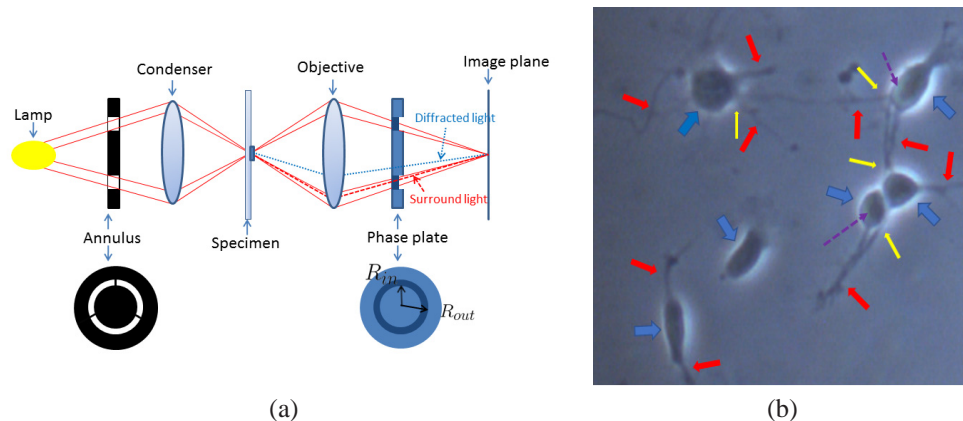 Lamp
Condenser
Objective
Image plane
Diffracted light
Surround light
Annulus
Specimen
Phase plate
R_in
R_out
(a)
(b)